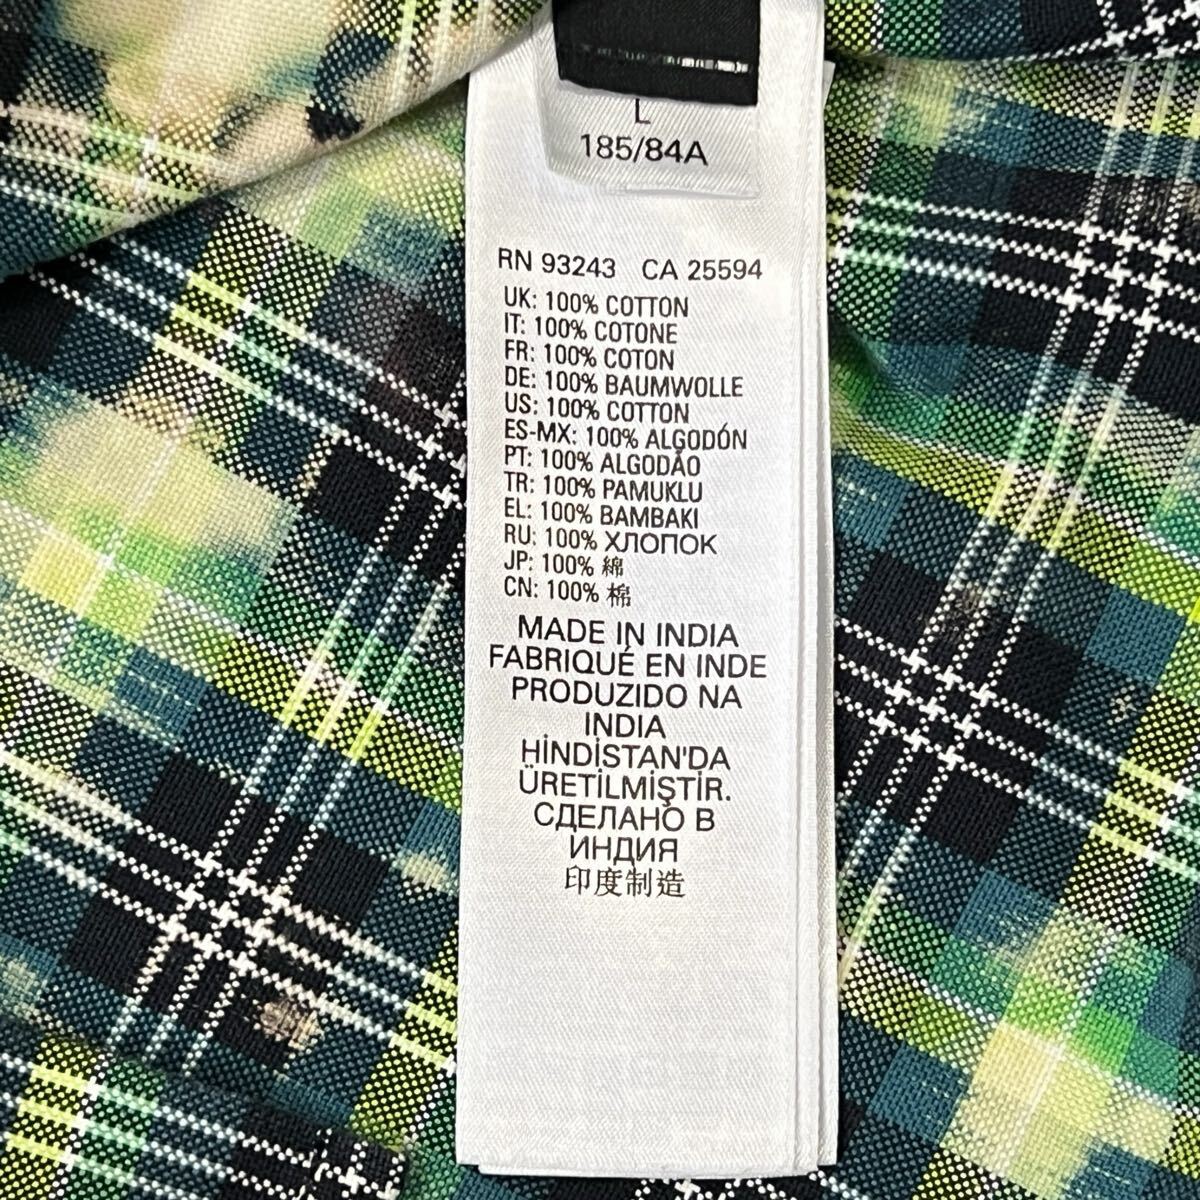 L
185/84A
RN 93243 CA 25594
UK: 100% COTTON
IT: 100% COTONE
FR: 100% COTON
DE: 100% BAUMWOLLE
US: 100% COTTON
ES-MX: 100% ALGODÓN
PT: 100% ALGODÃO
TR: 100% PAMUKLU
EL: 100% BAMBAKI
RU: 100% ХЛОПОК
JP: 100% 綿
CN: 100% 棉
MADE IN INDIA
FABRIQUÉ EN INDE
PRODUZIDO NA
INDIA
HİNDİSTAN'DA
ÜRETİLMİŞTİR.
СДЕЛАНО В
ИНДИЯ
印度制造